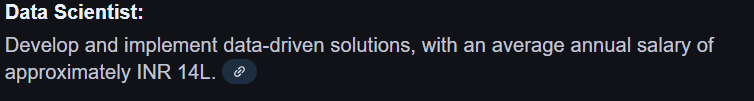 Data Scientist:
Develop and implement data-driven solutions, with an average annual salary of
approximately INR 14L.